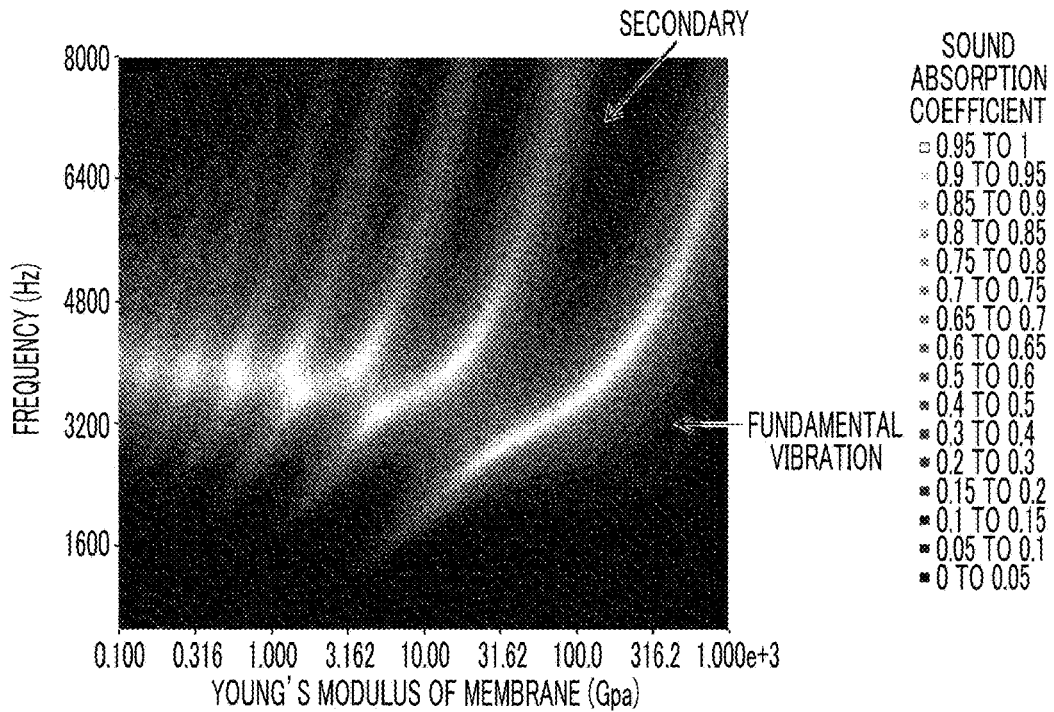 SECONDARY
8000
6400
4800
3200
1600
FREQUENCY (Hz)
0.100 0.316 1.000 3.162 10.00 31.62 100.0 316.2 1.000e+3
YOUNG'S MODULUS OF MEMBRANE (Gpa)
FUNDAMENTAL
VIBRATION
SOUND
ABSORPTION
COEFFICIENT
0.95 TO 1
0.9 TO 0.95
0.85 TO 0.9
0.8 TO 0.85
0.75 TO 0.8
0.7 TO 0.75
0.65 TO 0.7
0.6 TO 0.65
0.5 TO 0.6
0.4 TO 0.5
0.3 TO 0.4
0.2 TO 0.3
0.15 TO 0.2
0.1 TO 0.15
0.05 TO 0.1
0 TO 0.05